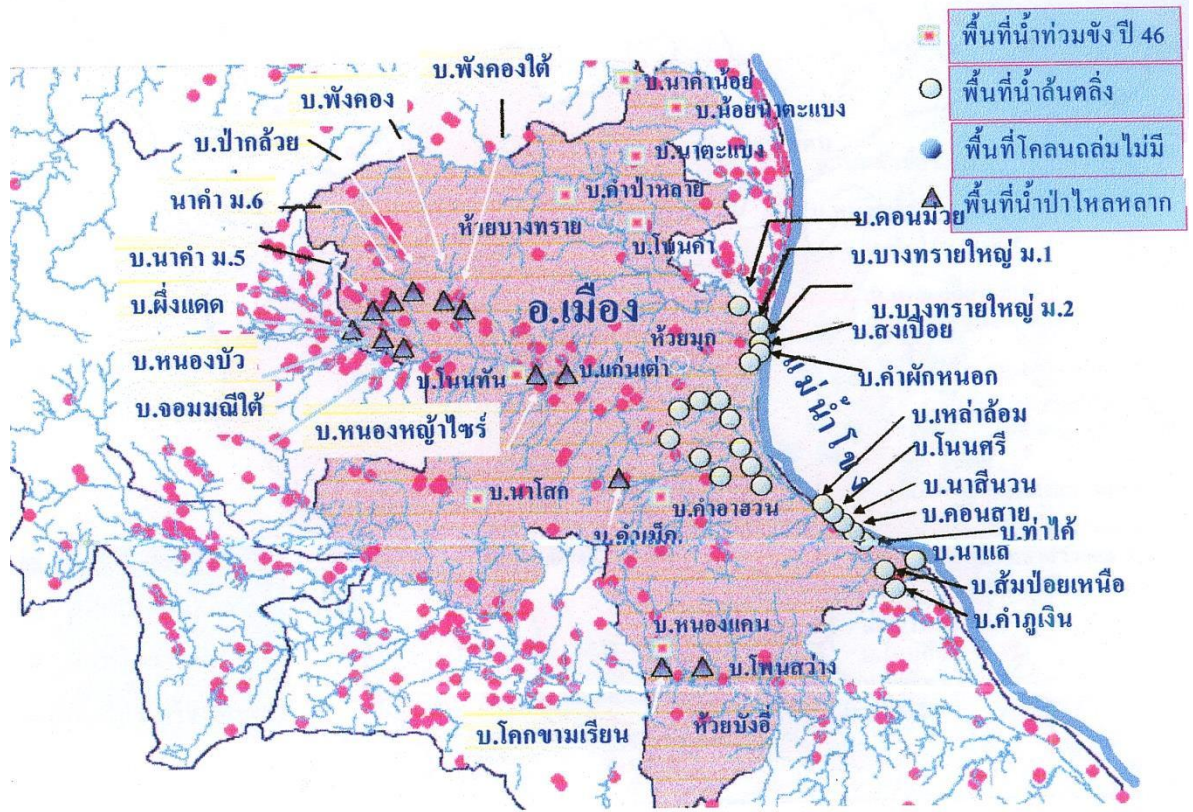 พื้นที่น้ำท่วมขัง ปี 46
พื้นที่น้ำล้นตลิ่ง
พื้นที่โคลนถล่มไม่มี
พื้นที่น้ำป่าไหลหลาก
บ.พังคองใต้
บ.พังคอง
บ.ป่ากล้วย
นาคำ ม.6
บ.นาคำ ม.5
บ.ผึ่งแดด
บ.หนองบัว
บ.จอมมณีใต้
บ.หนองหญ้าไซร์
บ.นาคำน้อย
บ.น้อยนาตะแบง
บ.นาตะแบง
บ.คำป่าหลาย
ห้วยบางทราย
บ.โพนคำ
อ.เมือง
ห้วยมุก
บ.โนนทัน
บ.แก่นเต่า
บ.ดอนม่วย
บ.บางทรายใหญ่ ม.1
บ.บางทรายใหญ่ ม.2
บ.สงเปือย
บ.คำผักหนอก
แม่น้ำโขง
บ.เหล่าล้อม
บ.โนนศรี
บ.นาสีนวน
บ.คอนสาย
บ.ท่าไค้
บ.นาแล
บ.ส้มป่อยเหนือ
บ.คำภูเงิน
บ.นาโสก
บ.คำอาฮวน
บ.คำเม็ก
บ.หนองแคน
บ.โพนสว่าง
บ.โคกขามเรียน
ห้วยบังอี่